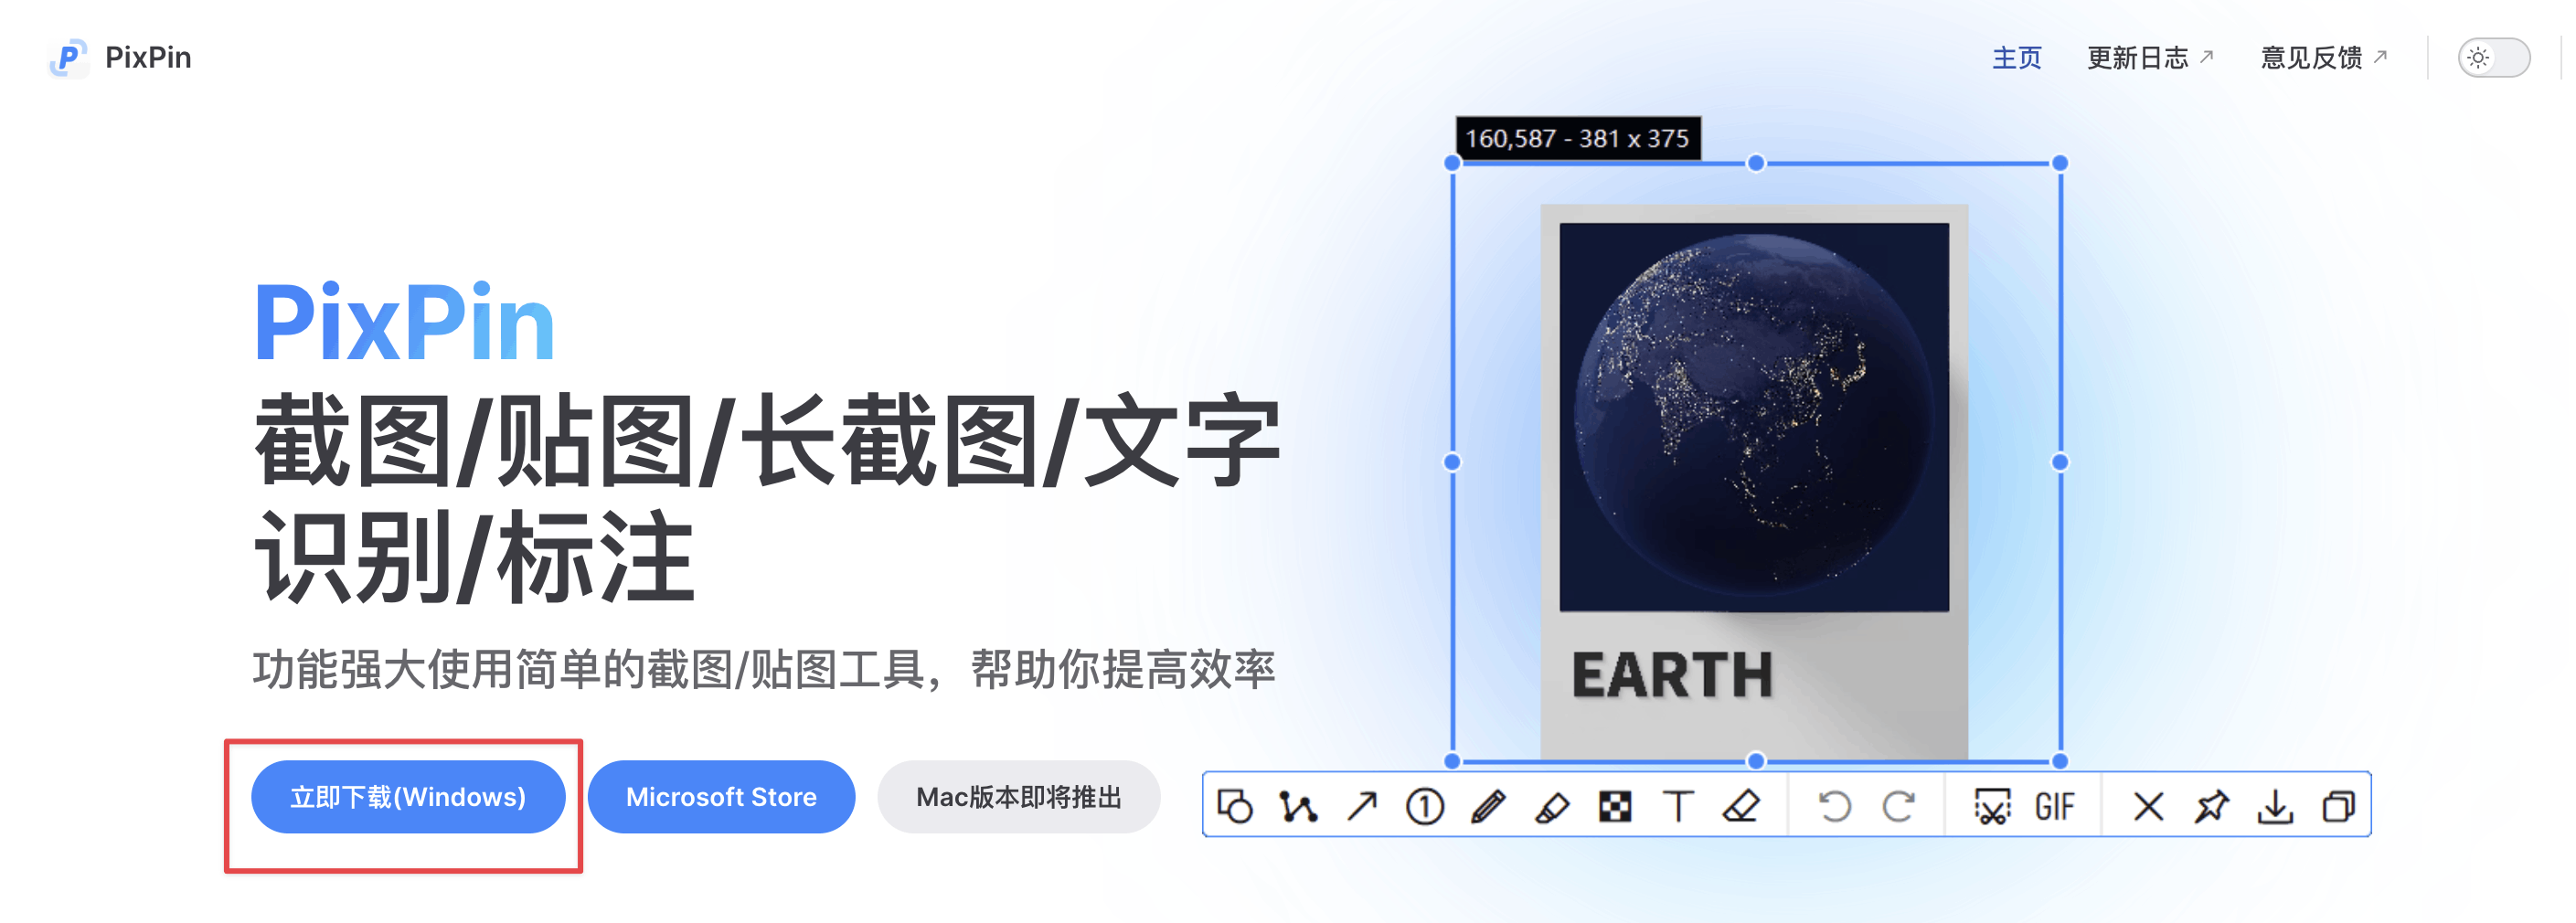 PixPin
主页 更新日志 意见反馈
160,587 - 381 x 375
PixPin
截图/贴图/长截图/文字
识别/标注
功能强大使用简单的截图/贴图工具，帮助你提高效率
立即下载(Windows) Microsoft Store Mac版本即将推出
EARTH
1 T GIF